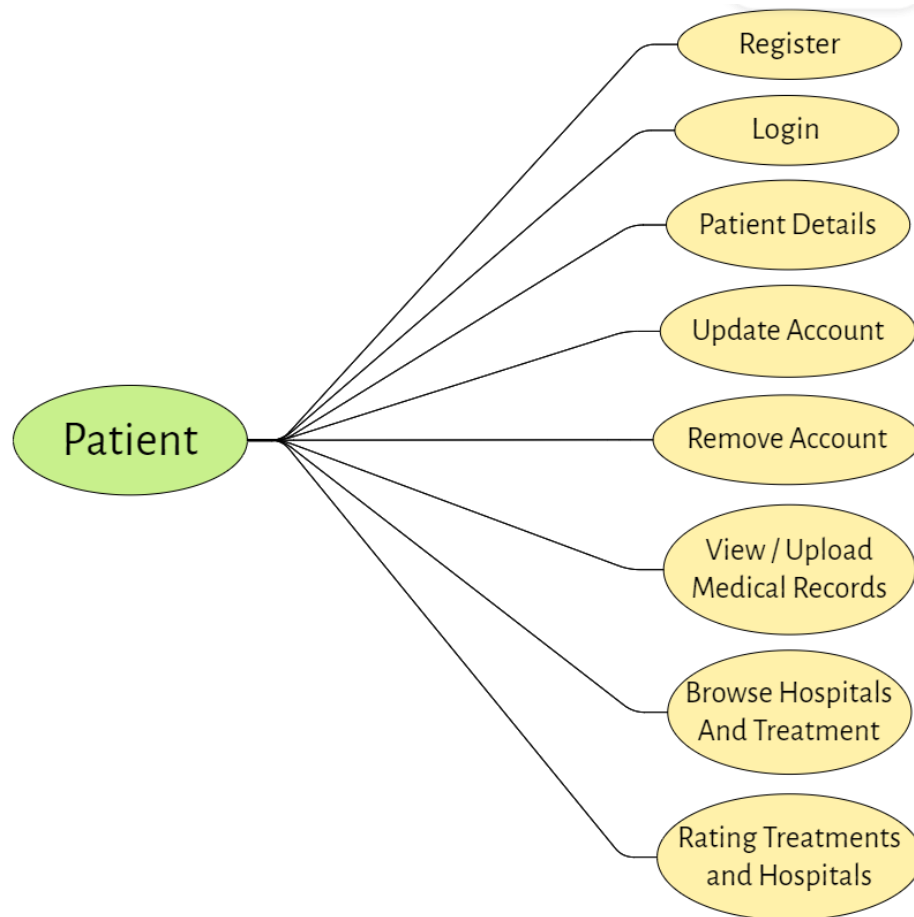 Register
Login
Patient Details
Update Account
Patient
Remove Account
View / Upload
Medical Records
Browse Hospitals
And Treatment
Rating Treatments
and Hospitals